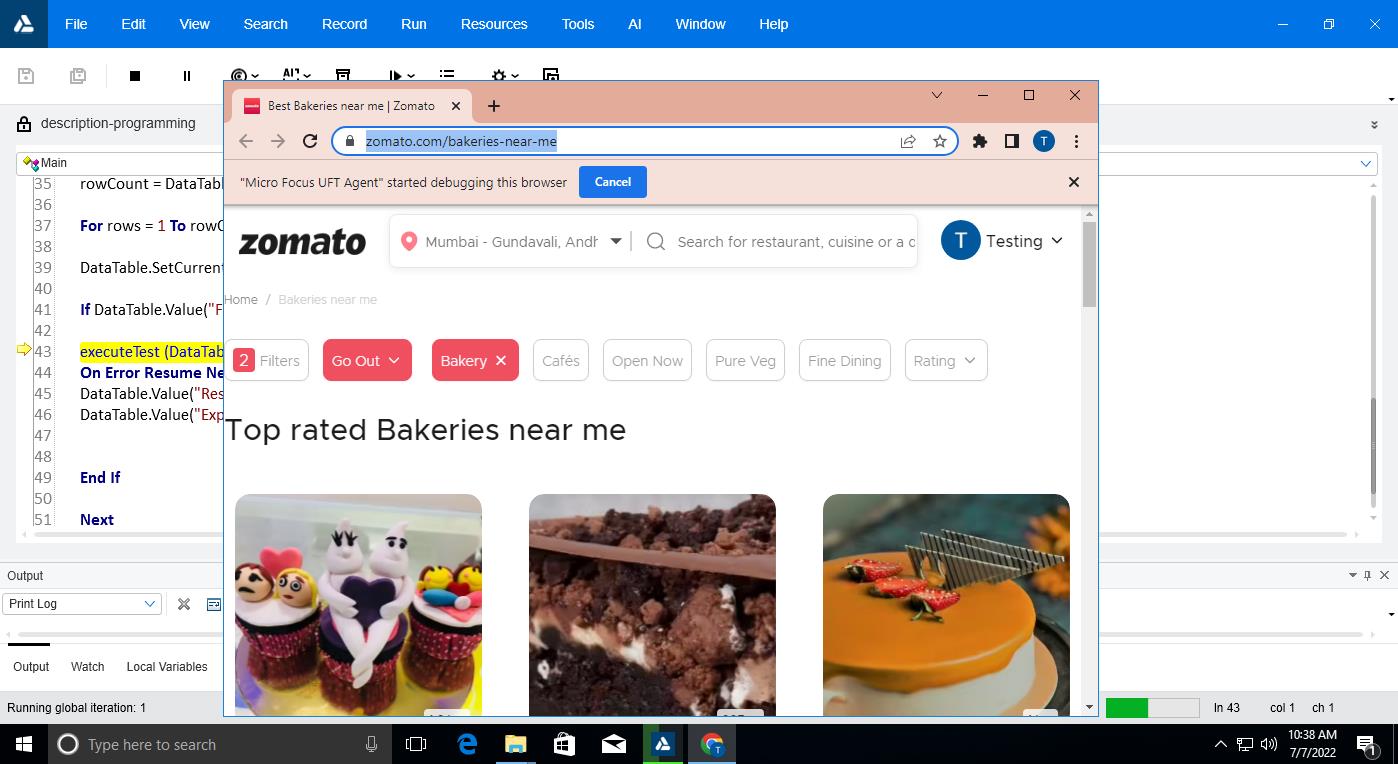 File Edit View Search Record Run Resources Tools AI Window Help
description-programming
Main
35 rowCount = DataTabl
36
37 For rows = 1 To rowC
38
39 DataTable.SetCurrent
40
41 If DataTable.Value("F
42
43 executeTest (DataTab
44 On Error Resume Ne
45 DataTable.Value("Res
46 DataTable.Value("Exp
47
48
49 End If
50
51 Next
Best Bakeries near me | Zomato
zomato.com/bakeries-near-me
T
"Micro Focus UFT Agent" started debugging this browser Cancel
zomato
Mumbai - Gundavali, Andh
Search for restaurant, cuisine or a d
T Testing
Home / Bakeries near me
2 Filters Go Out Bakery Cafés Open Now Pure Veg Fine Dining Rating
Top rated Bakeries near me
Output
Print Log
Output Watch Local Variables
Running global iteration: 1
ln 43 col 1 ch 1
Type here to search
T
10:38 AM
7/7/2022
1